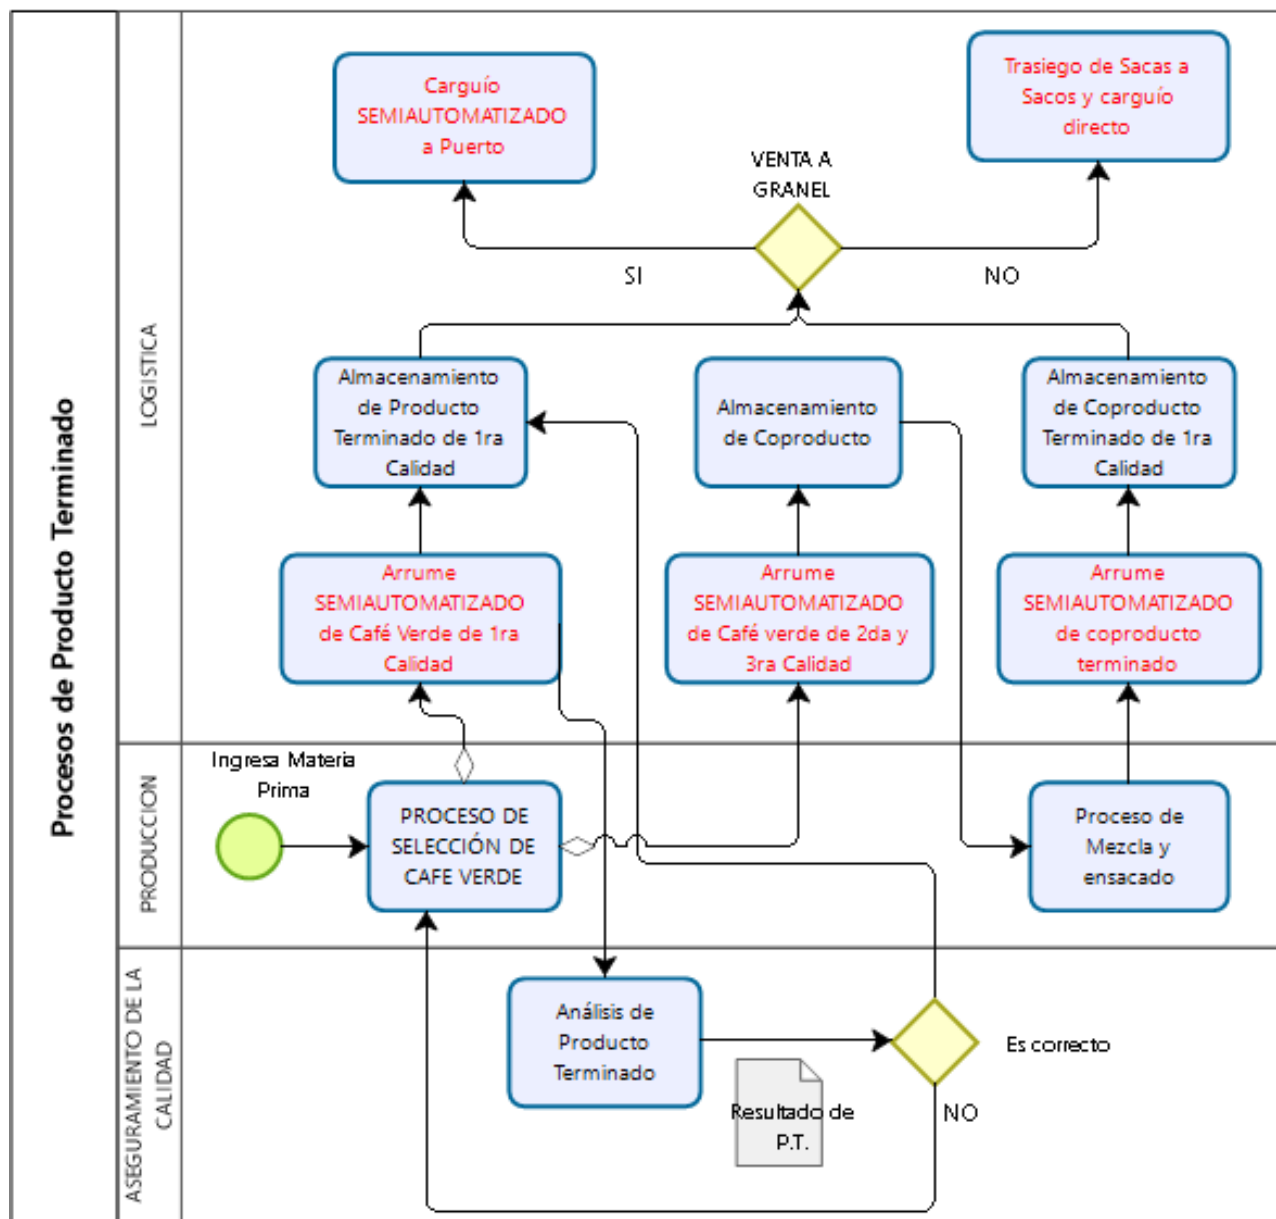 Procesos de Producto Terminado
LOGISTICA
Carguío
SEMIAUTOMATIZADO
a Puerto
Trasiego de Sacas a
Sacos y carguío
directo
VENTA A
GRANEL
SI
NO
Almacenamiento
de Producto
Terminado de 1ra
Calidad
Almacenamiento
de Coproducto
Almacenamiento
de Coproducto
Terminado de 1ra
Calidad
Arrume
SEMIAUTOMATIZADO
de Café Verde de 1ra
Calidad
Arrume
SEMIAUTOMATIZADO
de Café verde de 2da y
3ra Calidad
Arrume
SEMIAUTOMATIZADO
de coproducto
terminado
PRODUCCION
Ingresa Materia
Prima
PROCESO DE
SELECCIÓN DE
CAFE VERDE
Proceso de
Mezcla y
ensacado
ASEGURAMIENTO DE LA
CALIDAD
Análisis de
Producto
Terminado
Resultado de
P.T.
Es correcto
NO